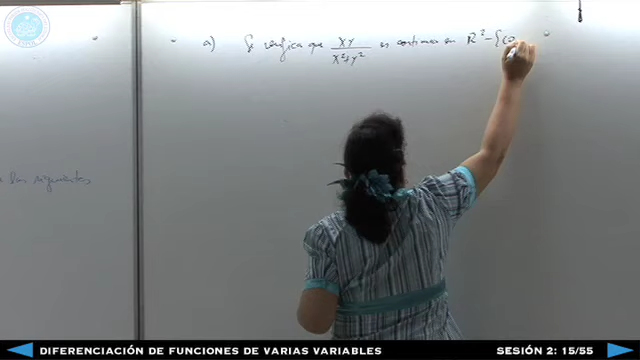 a) Se verifica que xy / x²+y² es continua en R² - {(0
o las siguientes
DIFERENCIACIÓN DE FUNCIONES DE VARIAS VARIABLES
SESIÓN 2: 15/55